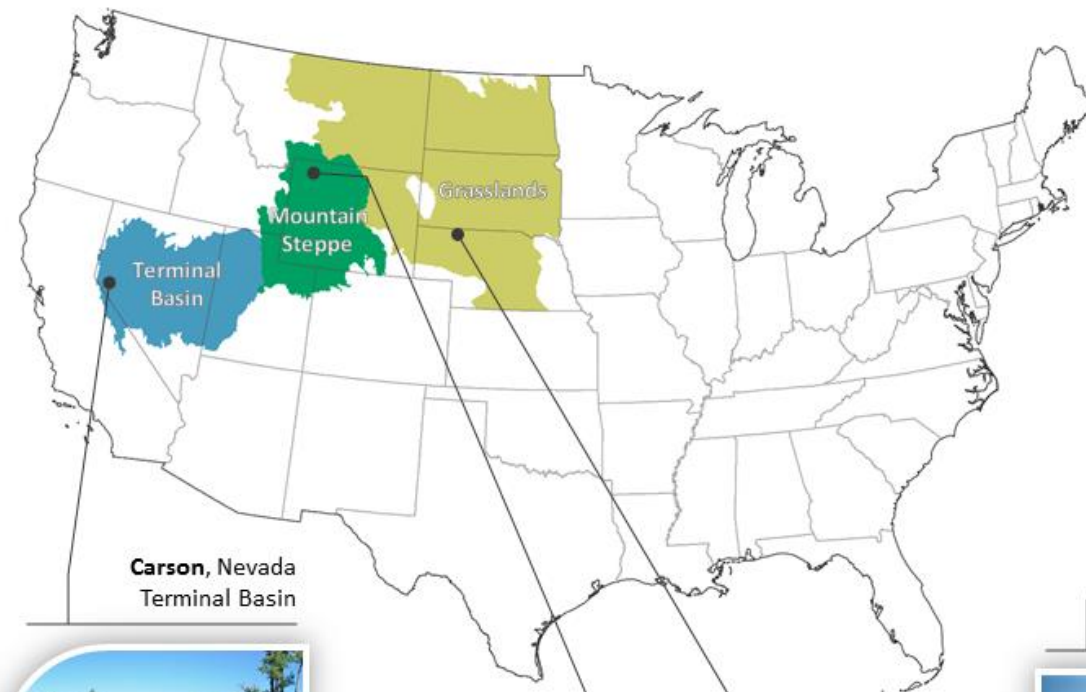 Grasslands
Mountain
Steppe
Terminal
Basin
Carson, Nevada
Terminal Basin